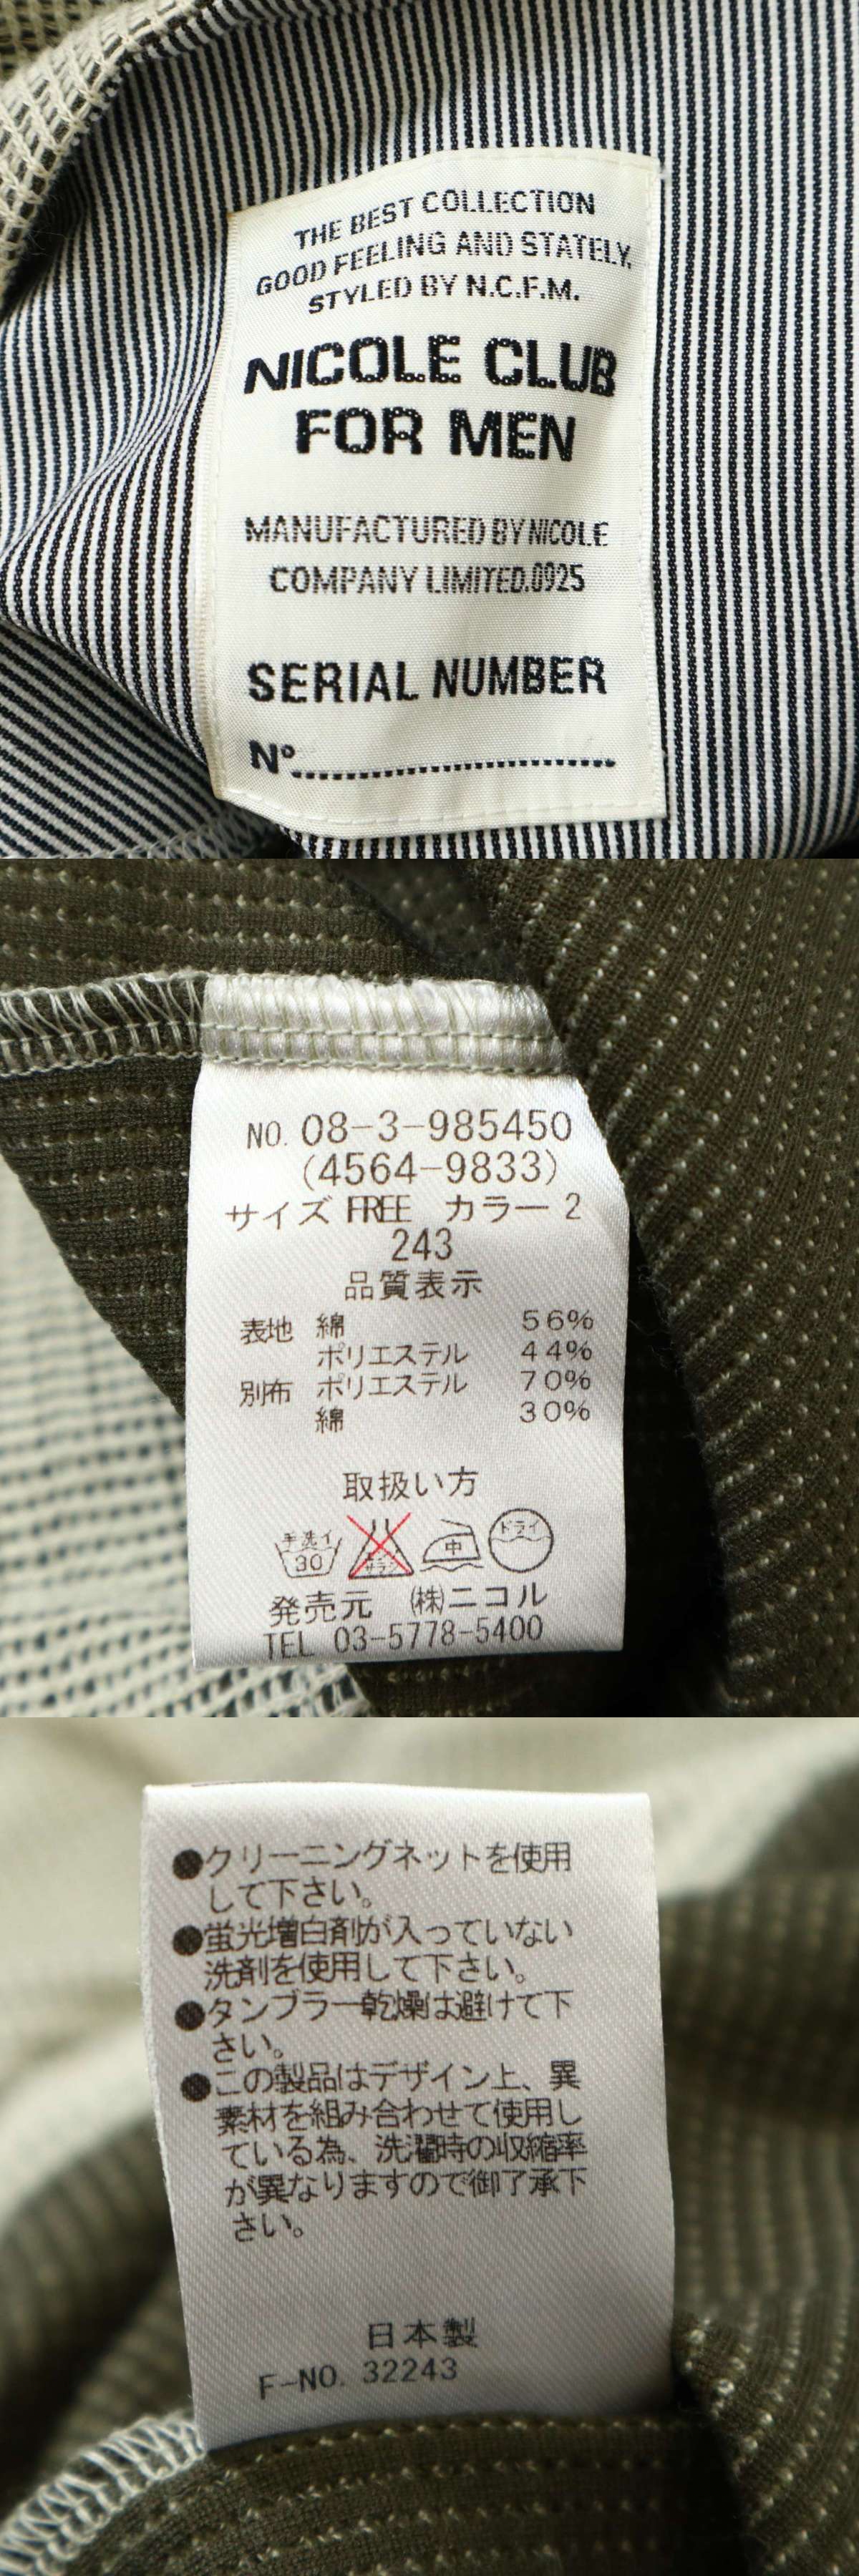 THE BEST COLLECTION
GOOD FEELING AND STATELY,
STYLED BY N.C.F.M.
NICOLE CLUB
FOR MEN
MANUFACTURED BY NICOLE
COMPANY LIMITED.0925
SERIAL NUMBER
N°
NO. 08-3-985450
(4564-9833)
サイズ FREE カラー 2
243
品質表示
表地 綿 56%
ポリエステル 44%
別布 ポリエステル 70%
綿 30%
取扱い方
手洗イ 30 エンソサラシ 中 ドライ
発売元 (株)ニコル
TEL 03-5778-5400
●クリーニングネットを使用
して下さい。
●蛍光増白剤が入っていない
洗剤を使用して下さい。
●タンブラー乾燥は避けて下
さい。
●この製品はデザイン上、異
素材を組み合わせて使用し
ている為、洗濯時の収縮率
が異なりますので御了承下
さい。
日本製
F-NO. 32243